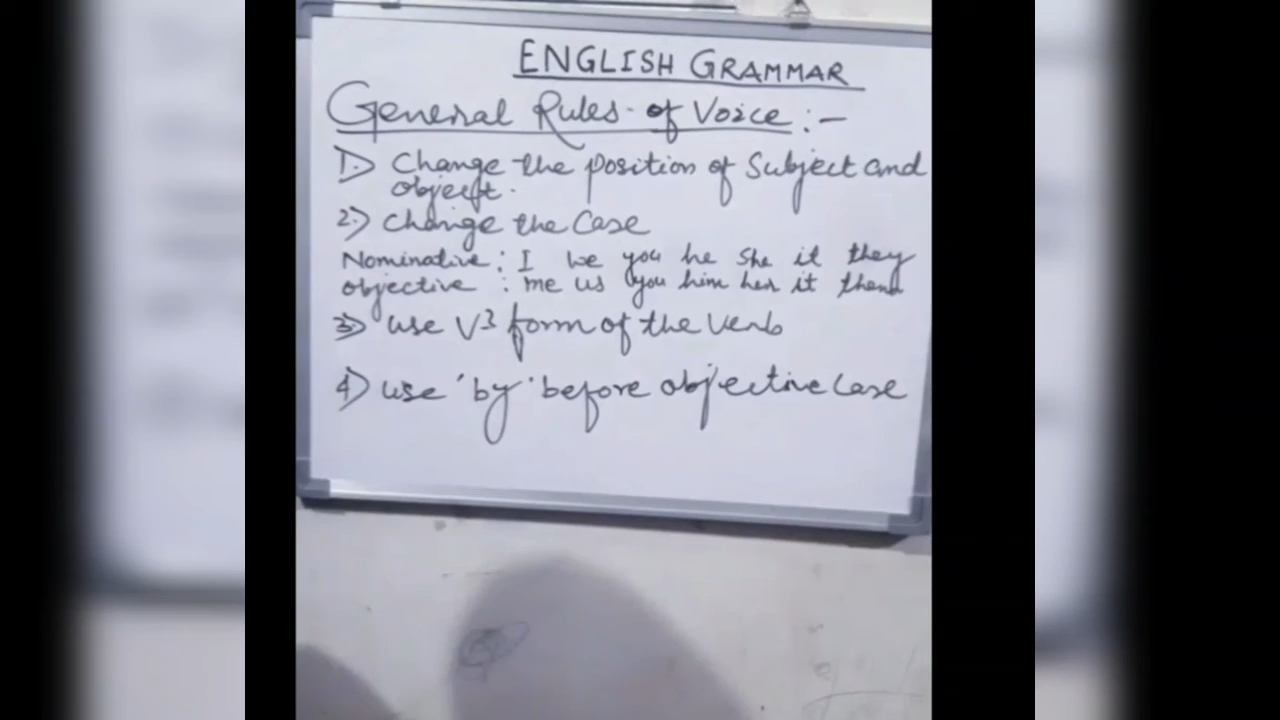 ENGLISH GRAMMAR
General Rules of Voice :-
1.) Change the position of Subject and
object.
2.) Change the Case
Nominative : I we you he she it they
objective : me us you him her it them
3.) use V3 form of the verb
4) use 'by' before objective case